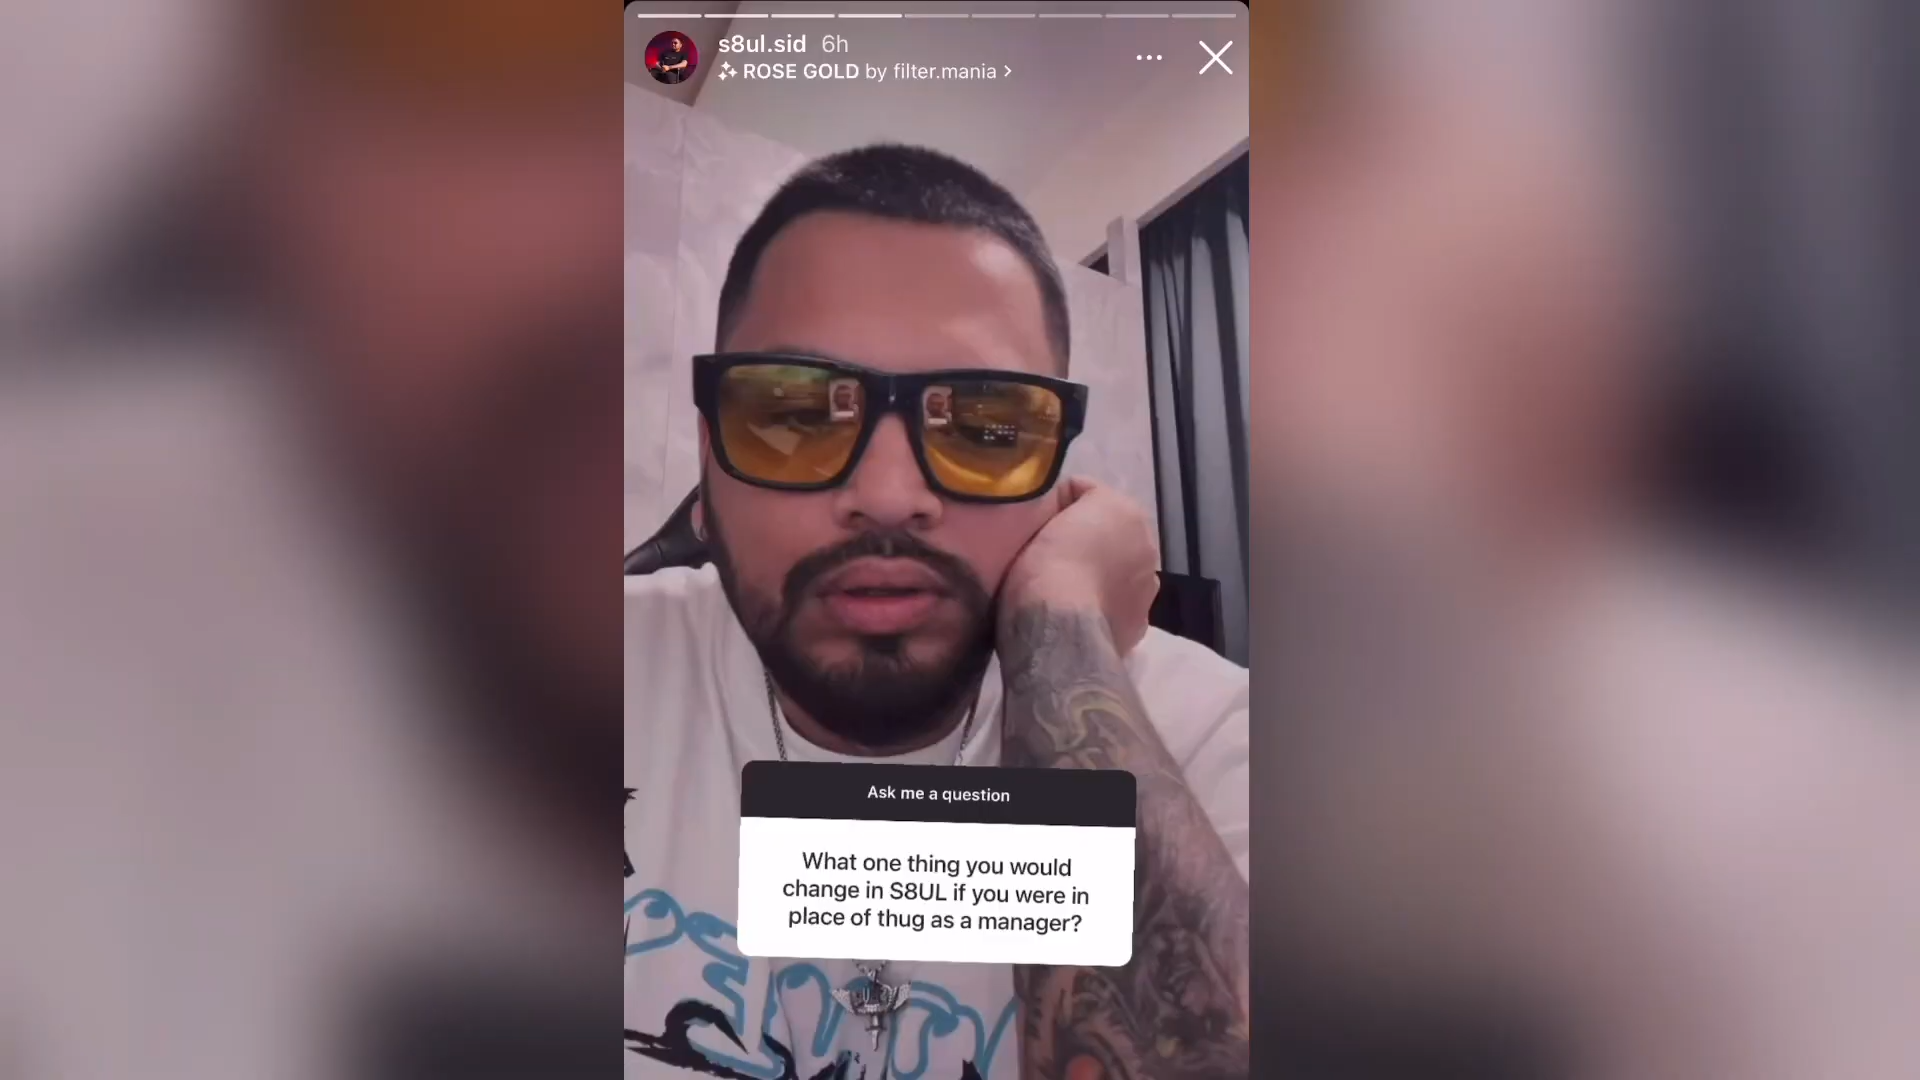 s8ul.sid 6h
ROSE GOLD by filter.mania >
Ask me a question
What one thing you would
change in S8UL if you were in
place of thug as a manager?